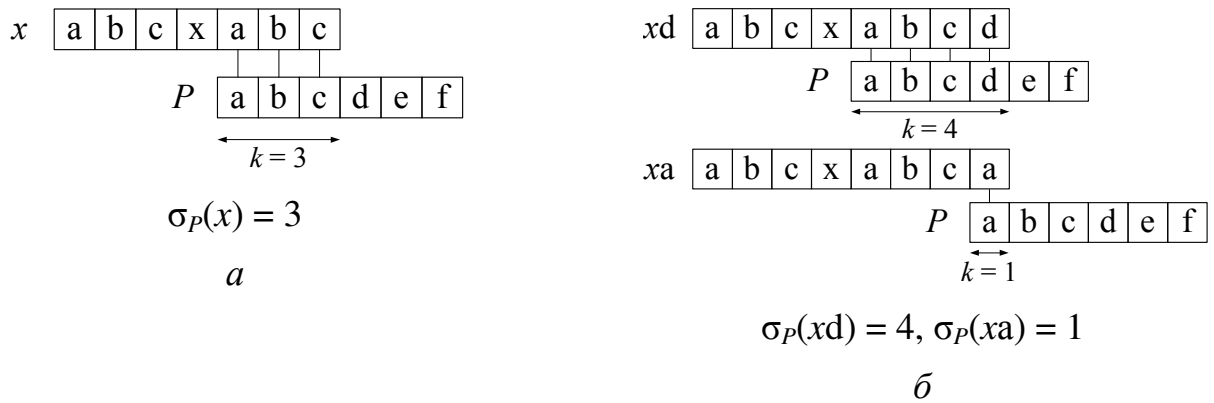 x a b c x a b c
P a b c d e f
k = 3
σP(x) = 3
а
xd a b c x a b c d
P a b c d e f
k = 4
xa a b c x a b c a
P a b c d e f
k = 1
σP(xd) = 4, σP(xa) = 1
б